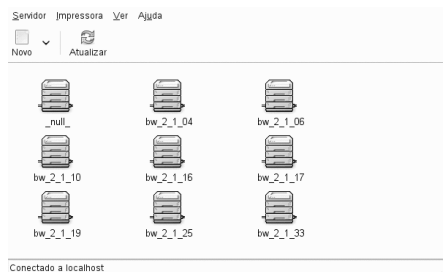 Servidor Impressora Ver Ajuda
Novo Atualizar
_null_ bw_2_1_04 bw_2_1_06
bw_2_1_10 bw_2_1_16 bw_2_1_17
bw_2_1_19 bw_2_1_25 bw_2_1_33
Conectado a localhost